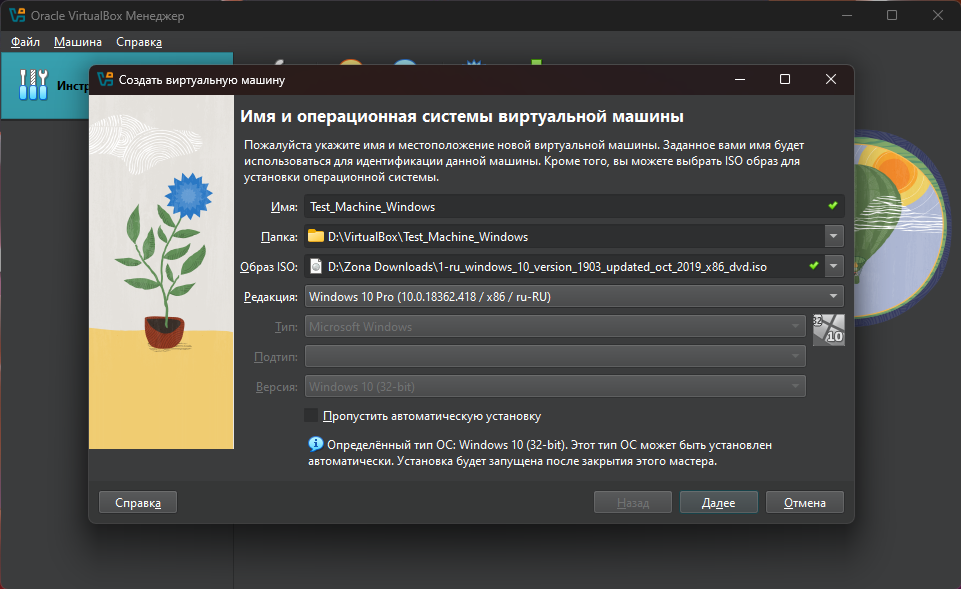 Oracle VirtualBox Менеджер
Файл Машина Справка
Создать виртуальную машину
Имя и операционная системы виртуальной машины
Пожалуйста укажите имя и местоположение новой виртуальной машины. Заданное вами имя будет
использоваться для идентификации данной машины. Кроме того, вы можете выбрать ISO образ для
установки операционной системы.
Имя: Test_Machine_Windows
Папка: D:\VirtualBox\Test_Machine_Windows
Образ ISO: D:\Zona Downloads\1-ru_windows_10_version_1903_updated_oct_2019_x86_dvd.iso
Редакция: Windows 10 Pro (10.0.18362.418 / x86 / ru-RU)
Тип: Microsoft Windows
32
10
Подтип:
Версия: Windows 10 (32-bit)
Пропустить автоматическую установку
Определённый тип ОС: Windows 10 (32-bit). Этот тип ОС может быть установлен
автоматически. Установка будет запущена после закрытия этого мастера.
Справка Назад Далее Отмена